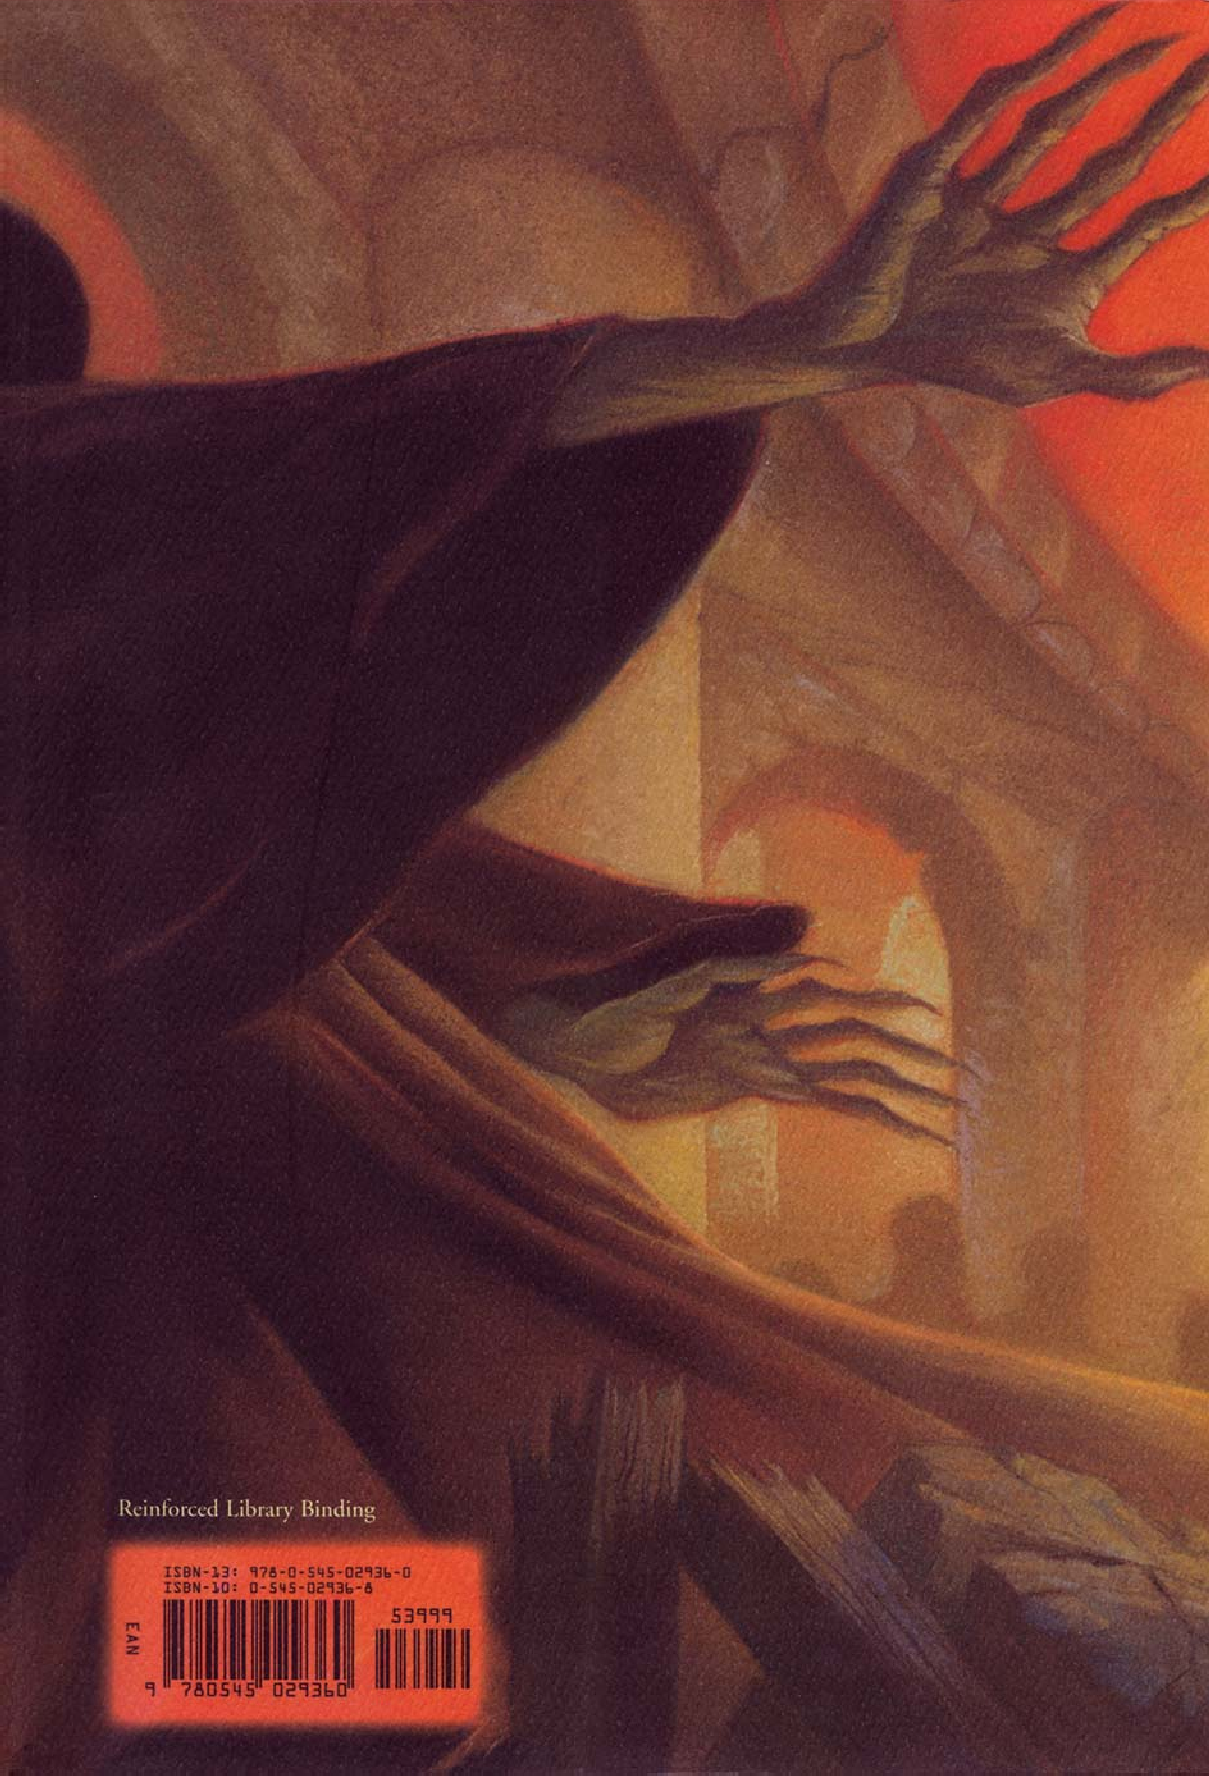 Reinforced Library Binding
ISBN-13: 978-0-545-02936-0
ISBN-10: 0-545-02936-8
53999
EAN
9 780545 029360